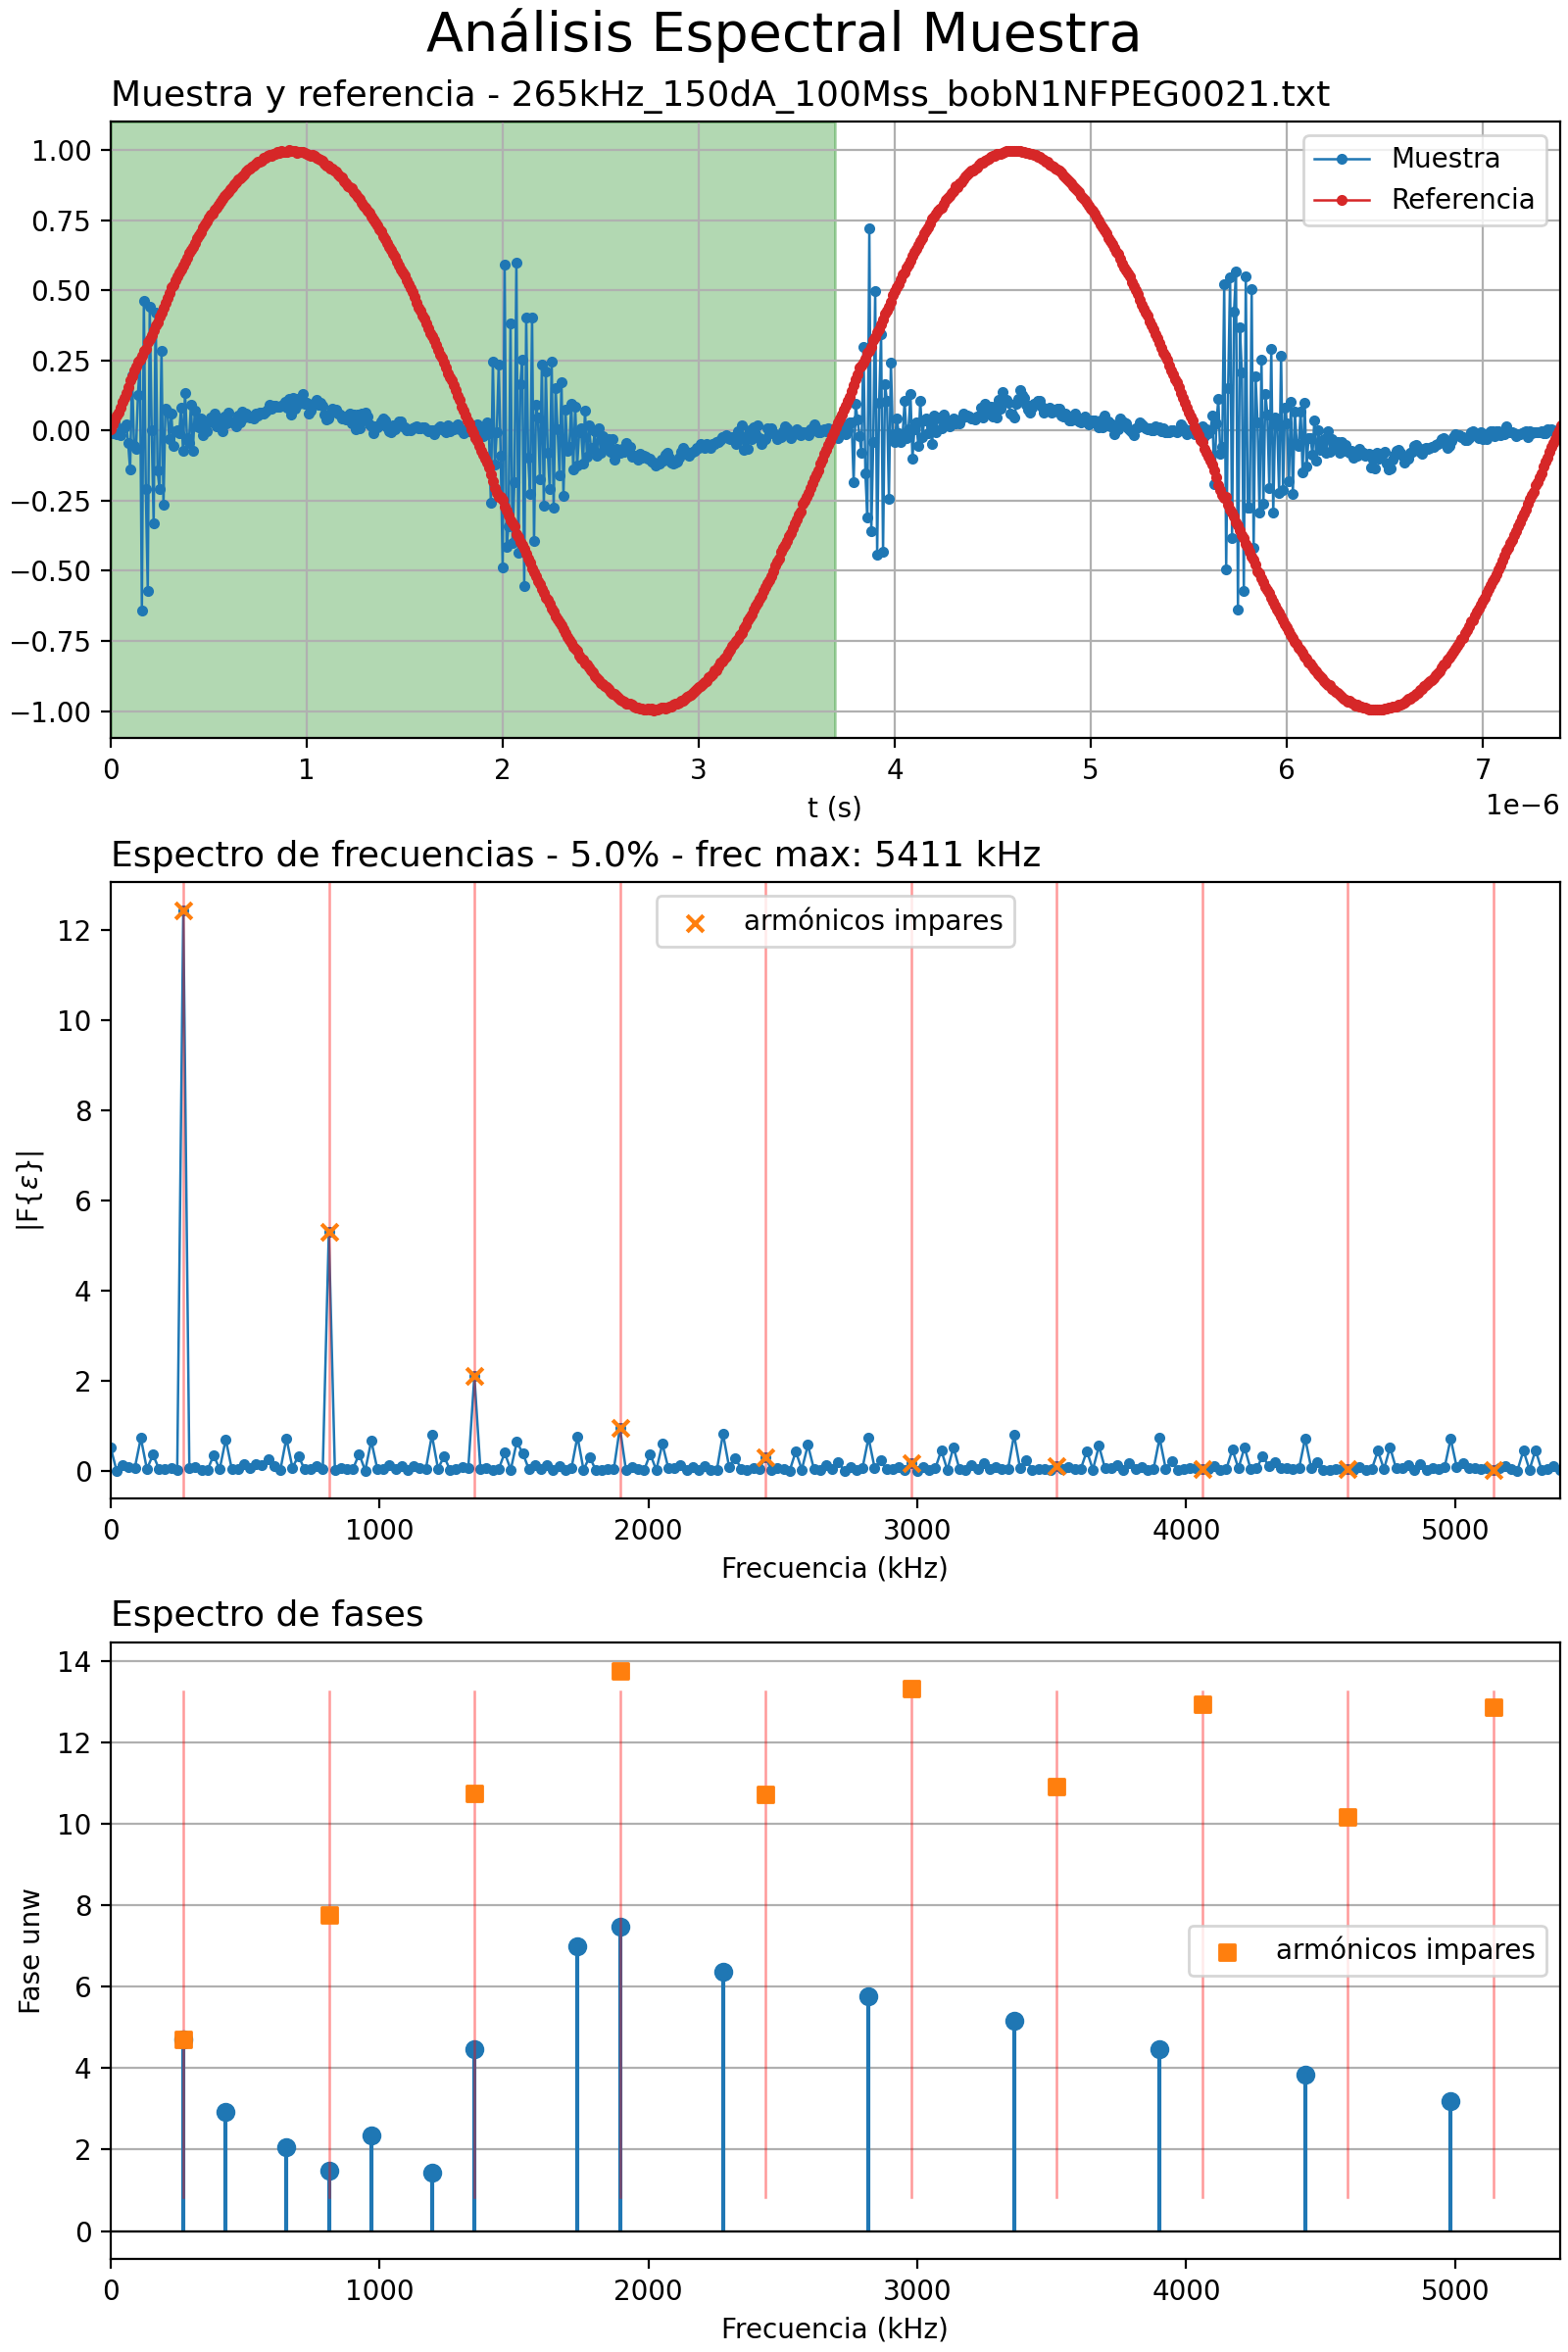 Análisis Espectral Muestra
Muestra y referencia - 265kHz_150dA_100Mss_bobN1NFPEG0021.txt
1.00
0.75
0.50
0.25
0.00
−0.25
−0.50
−0.75
−1.00
Muestra
Referencia
0 1 2 3 4 5 6 7
t (s)
1e−6
Espectro de frecuencias - 5.0% - frec max: 5411 kHz
|F{ε}|
12
10
8
6
4
2
0
armónicos impares
0 1000 2000 3000 4000 5000
Frecuencia (kHz)
Espectro de fases
Fase unw
14
12
10
8
6
4
2
0
armónicos impares
0 1000 2000 3000 4000 5000
Frecuencia (kHz)